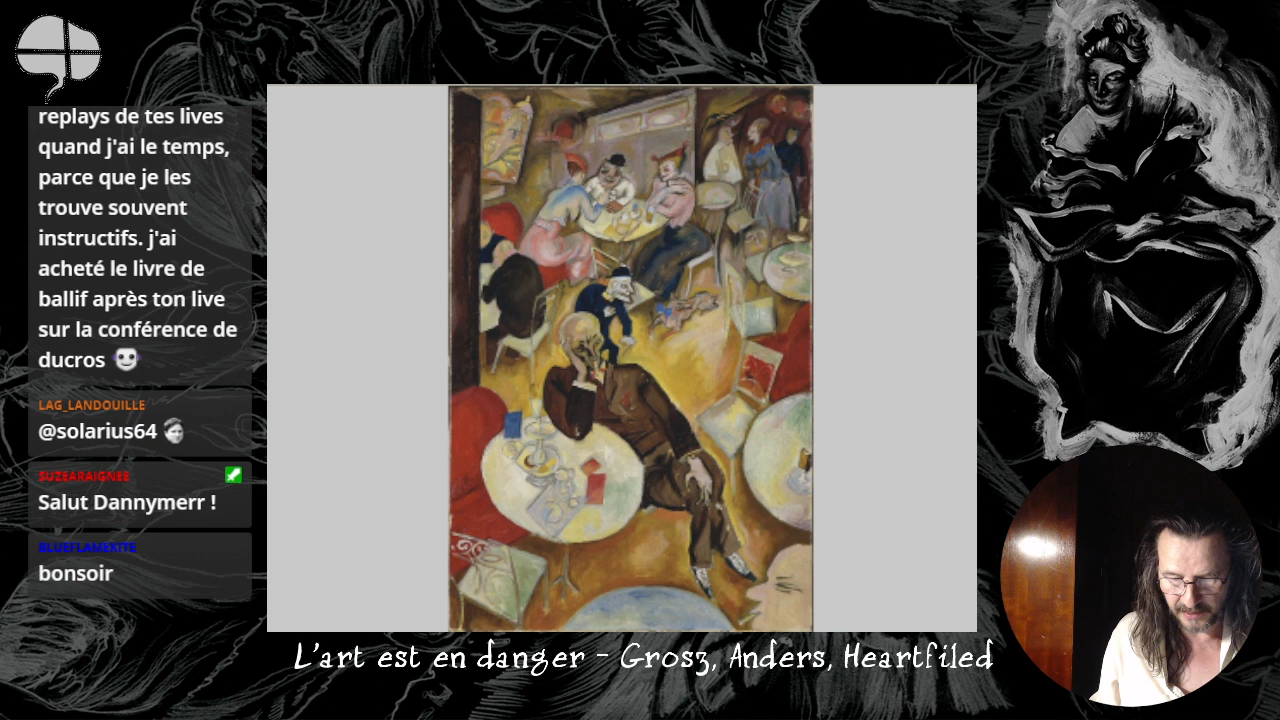 replays de tes lives
quand j'ai le temps,
parce que je les
trouve souvent
instructifs. j'ai
acheté le livre de
ballif après ton live
sur la conférence de
ducros
LAG_LANDOUILLE
@solarius64
SUZEARAIGNEE
Salut Dannymerr !
BLUEFLAMERITE
bonsoir
L'art est en danger - Grosz, Anders, Heartfiled